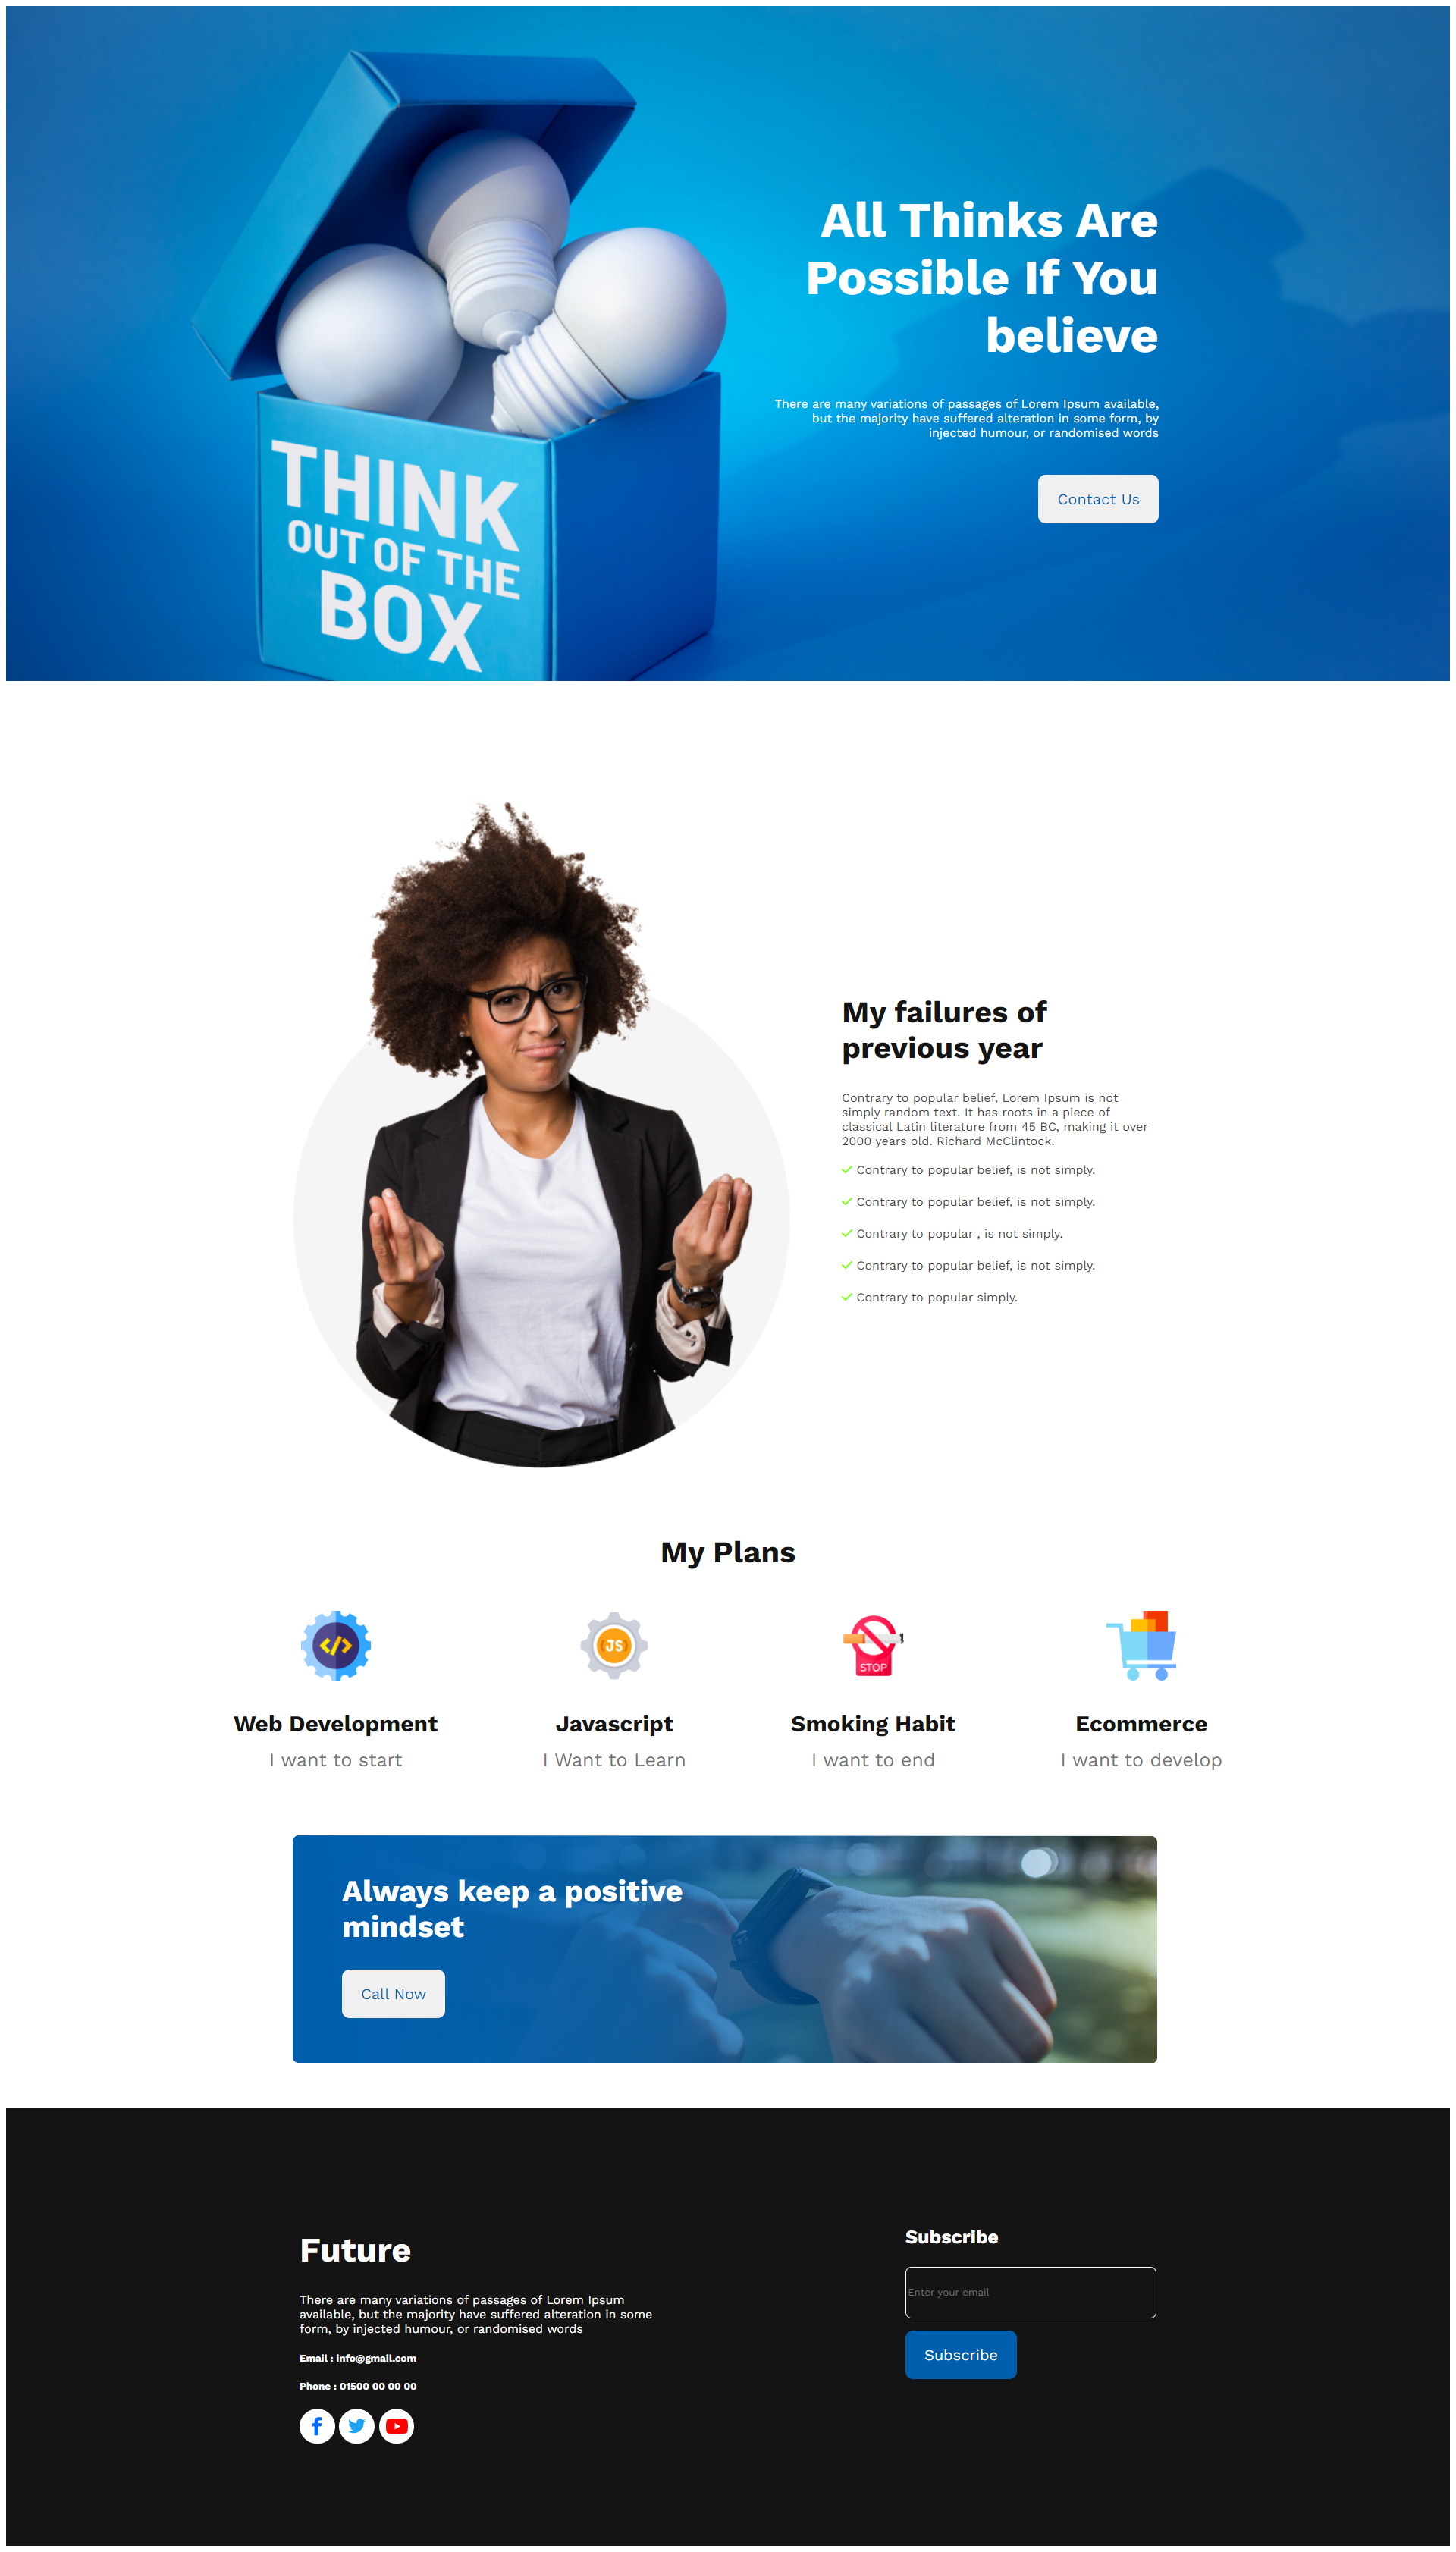 All Thinks Are
Possible If You
believe
There are many variations of passages of Lorem Ipsum available,
but the majority have suffered alteration in some form, by
injected humour, or randomised words
Contact Us
THINK
OUT OF THE
BOX
My failures of
previous year
Contrary to popular belief, Lorem Ipsum is not
simply random text. It has roots in a piece of
classical Latin literature from 45 BC, making it over
2000 years old. Richard McClintock.
Contrary to popular belief, is not simply.
Contrary to popular belief, is not simply.
Contrary to popular , is not simply.
Contrary to popular belief, is not simply.
Contrary to popular simply.
My Plans
JS
STOP
Web Development
I want to start
Javascript
I Want to Learn
Smoking Habit
I want to end
Ecommerce
I want to develop
Always keep a positive
mindset
Call Now
Future
There are many variations of passages of Lorem Ipsum
available, but the majority have suffered alteration in some
form, by injected humour, or randomised words
Email : info@gmail.com
Phone : 01500 00 00 00
Subscribe
Enter your email
Subscribe